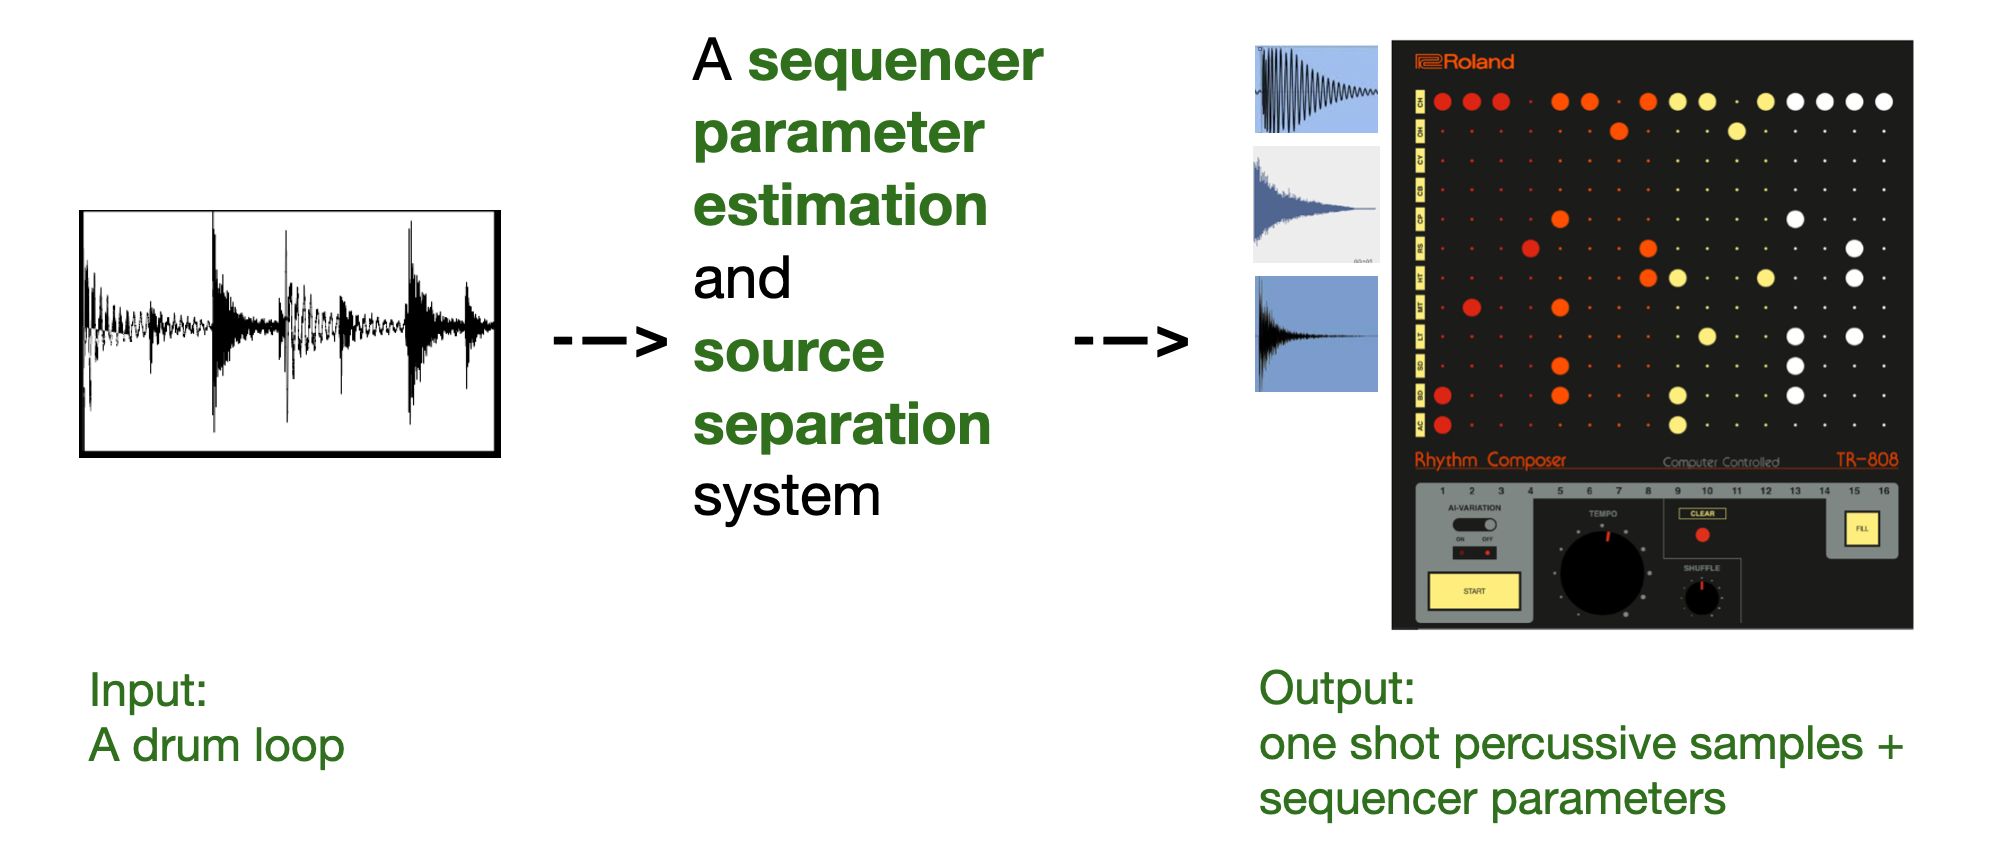 A sequencer
parameter
estimation
and
source
separation
system
-—>
-—>
Input:
A drum loop
Roland
CH
OH
CY
CB
CP
RS
HT
MT
LT
SD
BD
AC
Rhythm Composer
Computer Controlled
TR-808
1 2 3 4 5 6 7 8 9 10 11 12 13 14 15 16
AI-VARIATION
ON OFF
START
TEMPO
CLEAR
SHUFFLE
FILL
Output:
one shot percussive samples +
sequencer parameters